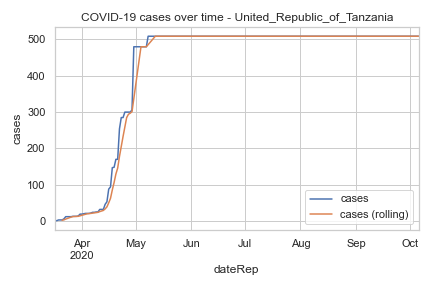 COVID-19 cases over time - United_Republic_of_Tanzania
500
400
300
200
100
0
cases
cases
cases (rolling)
Apr May Jun Jul Aug Sep Oct
2020
dateRep